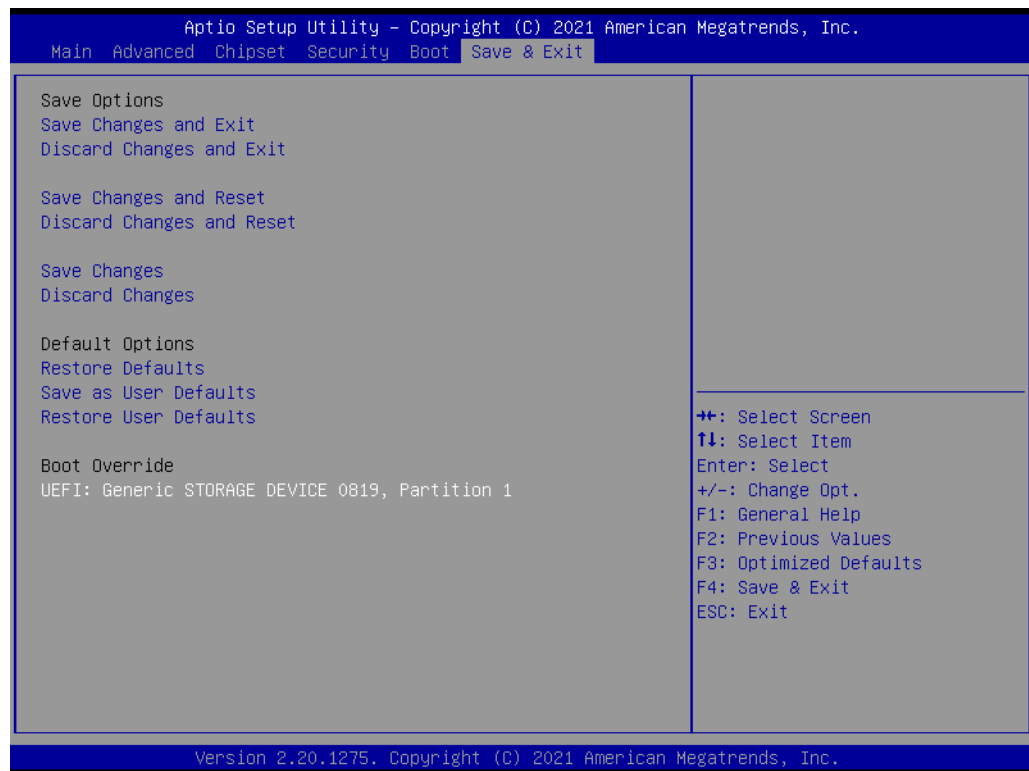 Aptio Setup Utility – Copyright (C) 2021 American Megatrends, Inc.
Main Advanced Chipset Security Boot Save & Exit
Save Options
Save Changes and Exit
Discard Changes and Exit
Save Changes and Reset
Discard Changes and Reset
Save Changes
Discard Changes
Default Options
Restore Defaults
Save as User Defaults
Restore User Defaults
Boot Override
UEFI: Generic STORAGE DEVICE 0819, Partition 1
→←: Select Screen
↑↓: Select Item
Enter: Select
+/-: Change Opt.
F1: General Help
F2: Previous Values
F3: Optimized Defaults
F4: Save & Exit
ESC: Exit
Version 2.20.1275. Copyright (C) 2021 American Megatrends, Inc.